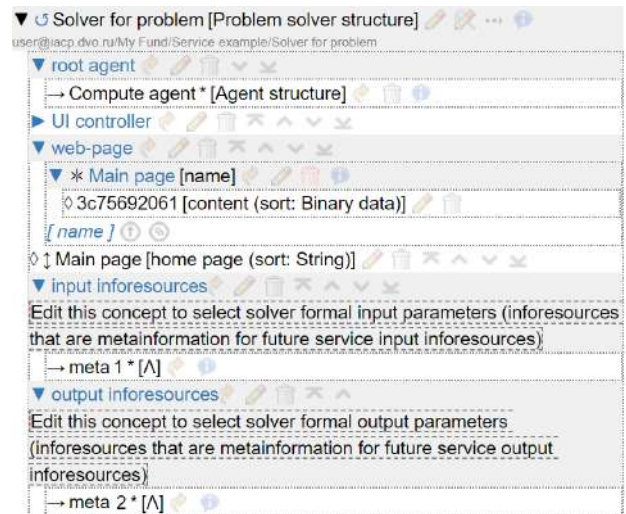 ▼ ↺ Solver for problem [Problem solver structure]
user@iacp.dvo.ru/My Fund/Service example/Solver for problem
▼ root agent
→ Compute agent * [Agent structure]
► UI controller
▼ web-page
▼ * Main page [name]
◊ 3c75692061 [content (sort: Binary data)]
[ name ]
◊ ↕ Main page [home page (sort: String)]
▼ input inforesources
Edit this concept to select solver formal input parameters (inforesources
that are metainformation for future service input inforesources)
→ meta 1 * [Λ]
▼ output inforesources
Edit this concept to select solver formal output parameters
(inforesources that are metainformation for future service output
inforesources)
→ meta 2 * [Λ]